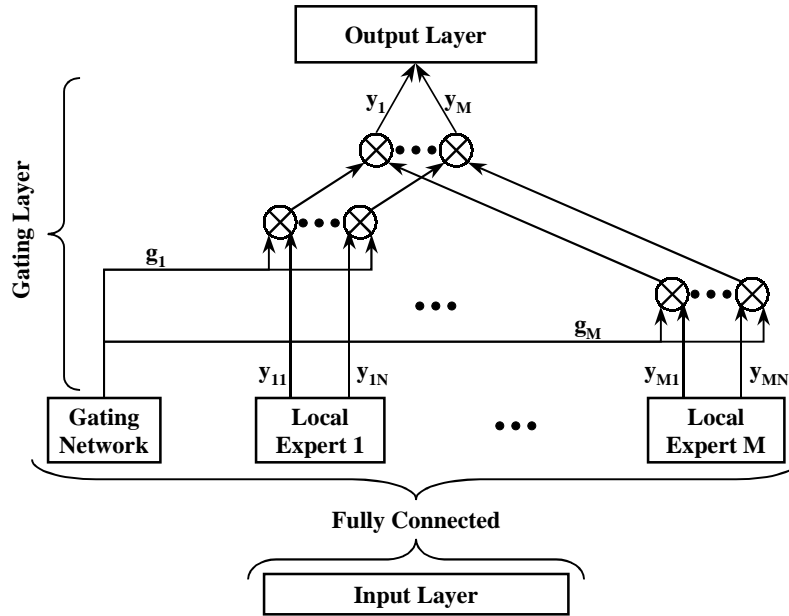 Output Layer
y1 yM
Gating Layer
g1
gM
y11 y1N yM1 yMN
Gating
Network
Local
Expert 1
Local
Expert M
Fully Connected
Input Layer